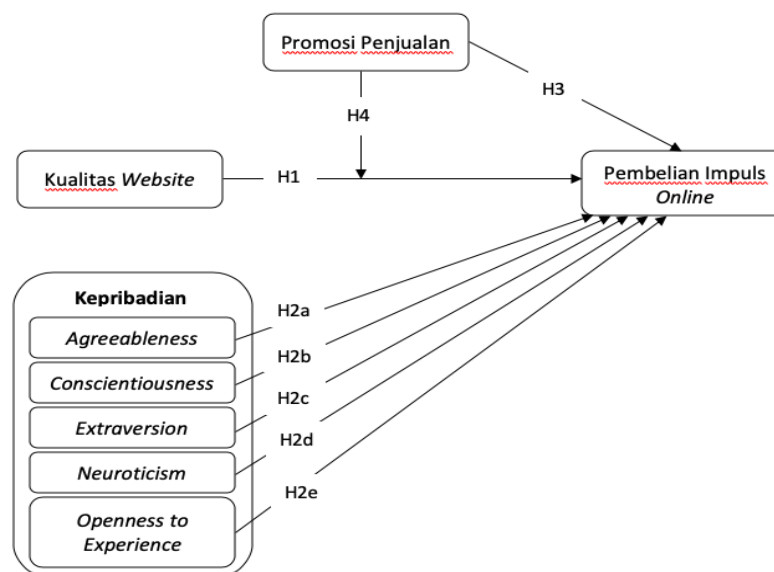 Promosi Penjualan
H3
H4
Kualitas Website
H1
Pembelian Impuls
Online
Kepribadian
Agreeableness
H2a
Conscientiousness
H2b
Extraversion
H2c
Neuroticism
H2d
Openness to
Experience
H2e